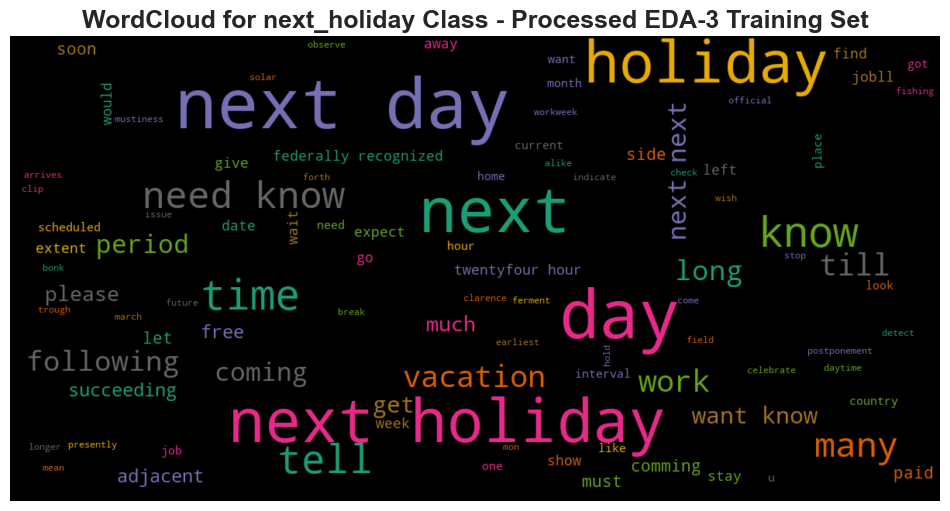 WordCloud for next_holiday Class - Processed EDA-3 Training Set
soon
observe
away
want
holiday
find
got
solar
month
jobll
fishing
would
next day
mustiness
workweek
next
official
place
current
side
give
federally recognized
alike
check
left
arrives
clip
forth
home
indicate
need know
issue
next
next
wish
scheduled
date
wait
need
expect
know
extent
period
hour
stop
till
bonk
go
twentyfour hour
long
look
please
time
clarence
ferment
day
come
trough
future
break
march
much
let
free
earliest
hold
field
detect
following
coming
postponement
succeeding
vacation
interval
work
celebrate
daytime
get
week
want know
country
next holiday
longer
presently
job
tell
mon
like
many
mean
adjacent
one
show
comming
must
stay
u
paid